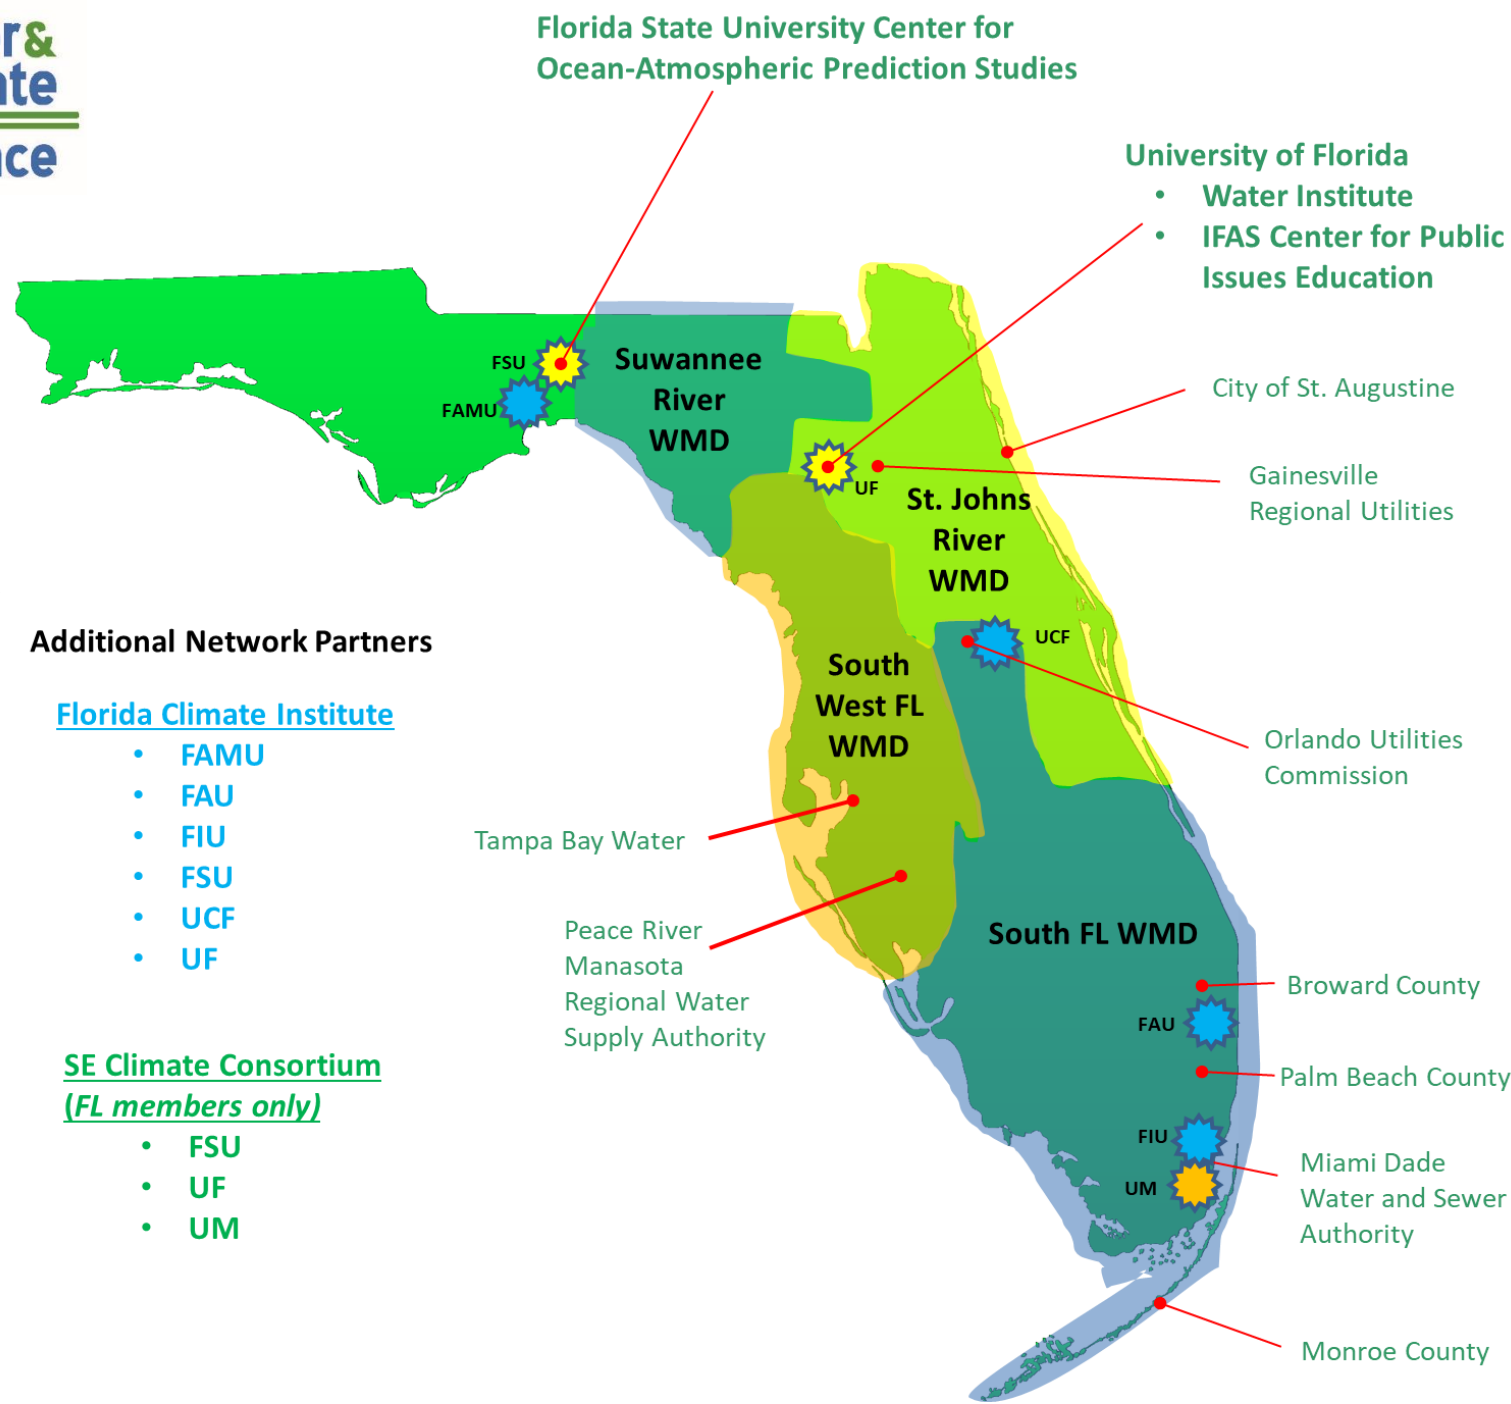 r&
te
ce
Florida State University Center for
Ocean-Atmospheric Prediction Studies
University of Florida
• Water Institute
• IFAS Center for Public
Issues Education
FSU
FAMU
Suwannee
River
WMD
City of St. Augustine
UF
Gainesville
Regional Utilities
St. Johns
River
WMD
UCF
Additional Network Partners
Florida Climate Institute
• FAMU
• FAU
• FIU
• FSU
• UCF
• UF
South
West FL
WMD
Orlando Utilities
Commission
Tampa Bay Water
Peace River
Manasota
Regional Water
Supply Authority
South FL WMD
Broward County
FAU
Palm Beach County
SE Climate Consortium
(FL members only)
• FSU
• UF
• UM
FIU
UM
Miami Dade
Water and Sewer
Authority
Monroe County